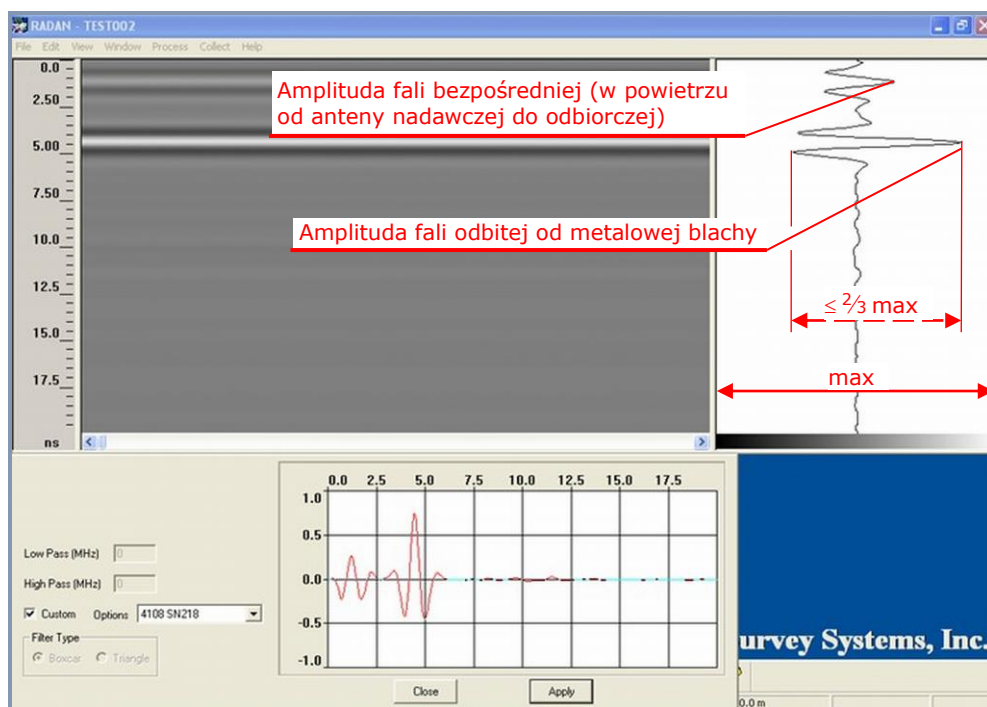 RADAN - TEST002
File Edit View Window Process Collect Help
0.0
2.50
5.00
7.50
10.0
12.5
15.0
17.5
ns
Amplituda fali bezpośredniej (w powietrzu
od anteny nadawczej do odbiorczej)
Amplituda fali odbitej od metalowej blachy
≤ ⅔ max
max
0.0 2.5 5.0 7.5 10.0 12.5 15.0 17.5
1.0
0.5
0.0
-0.5
-1.0
Low Pass (MHz) 0
High Pass (MHz) 0
Custom Options 4108 SN218
Filter Type
Boxcar Triangle
Close Apply
urvey Systems, Inc.
0.0 m